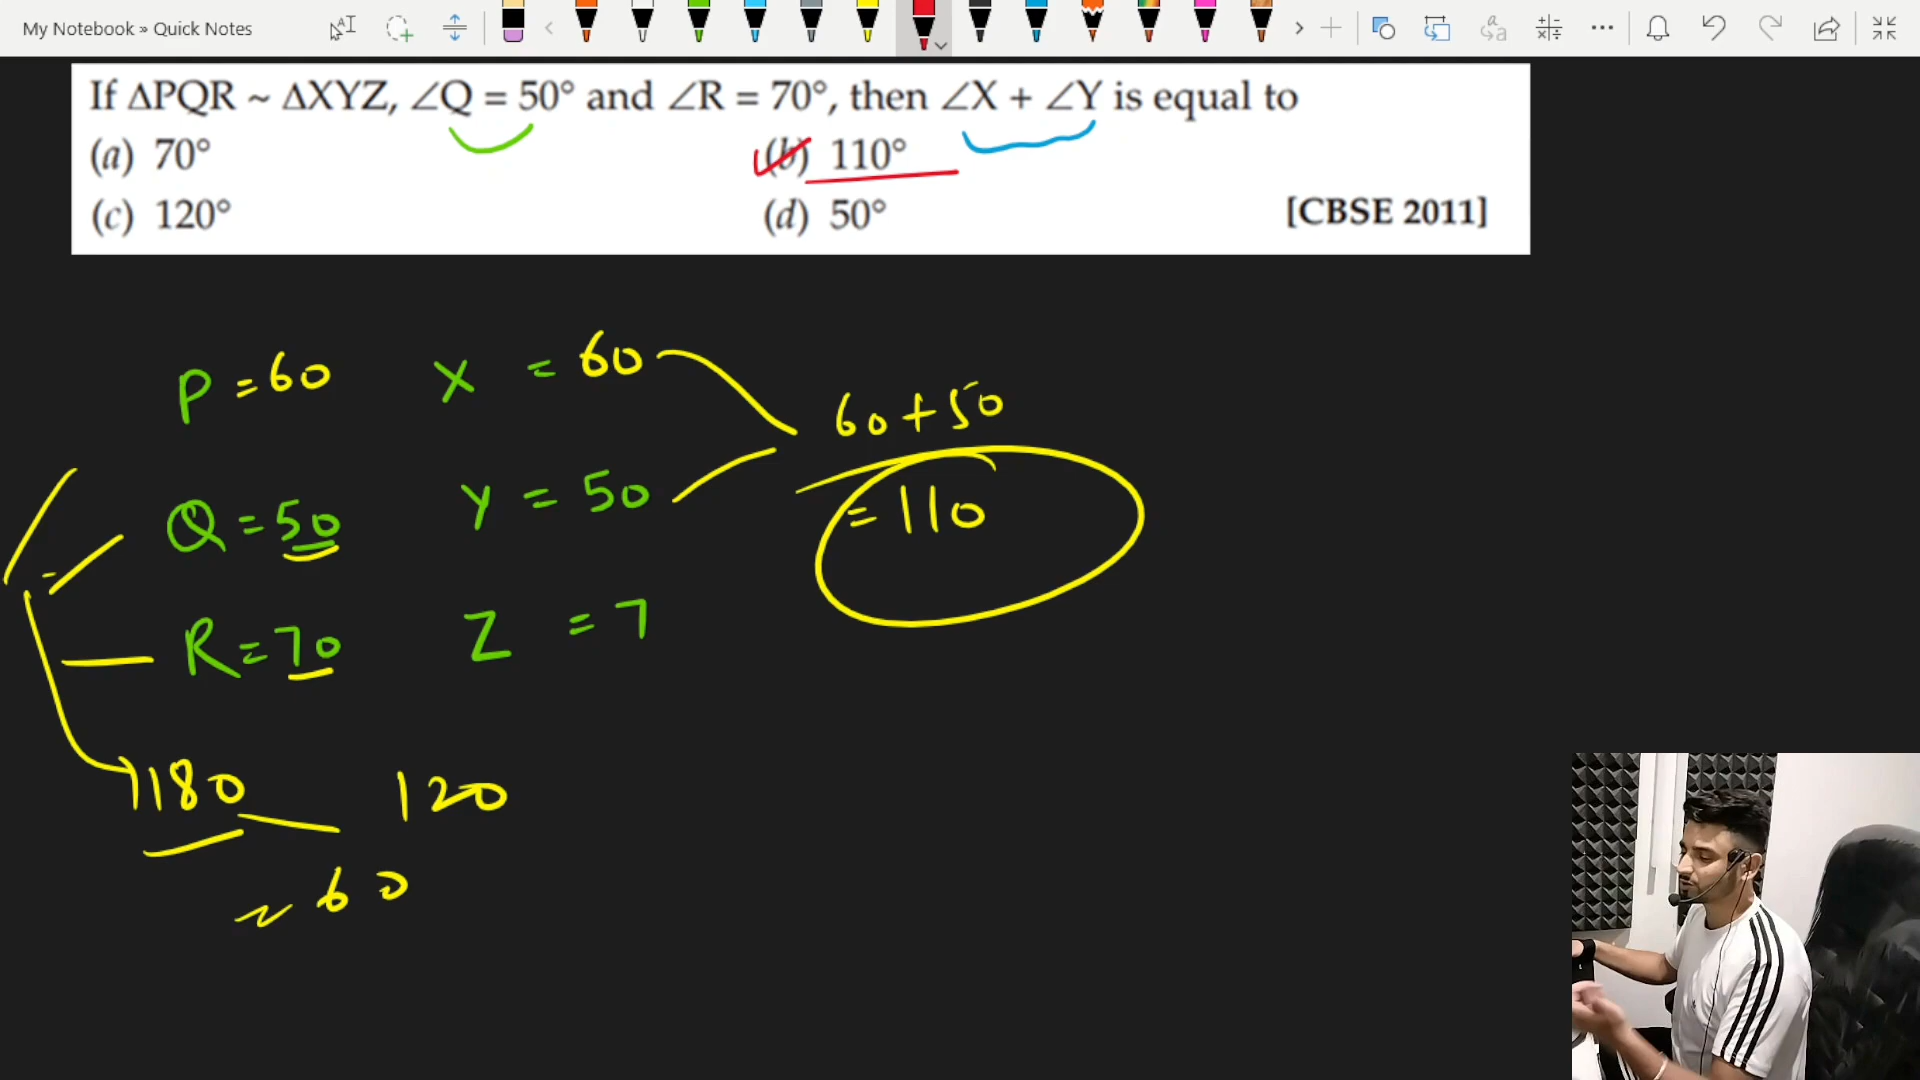 My Notebook » Quick Notes
If ΔPQR ~ ΔXYZ, ∠Q = 50° and ∠R = 70°, then ∠X + ∠Y is equal to
(a) 70° (b) 110°
(c) 120° (d) 50° [CBSE 2011]
P = 60 X = 60
60 + 50
Q = 50 Y = 50
= 110
R = 70 Z = 7
180 120
60